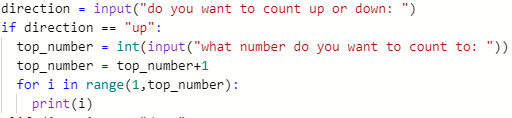 direction = input("do you want to count up or down: ")
if direction == "up":
  top_number = int(input("what number do you want to count to: "))
  top_number = top_number+1
  for i in range(1,top_number):
    print(i)